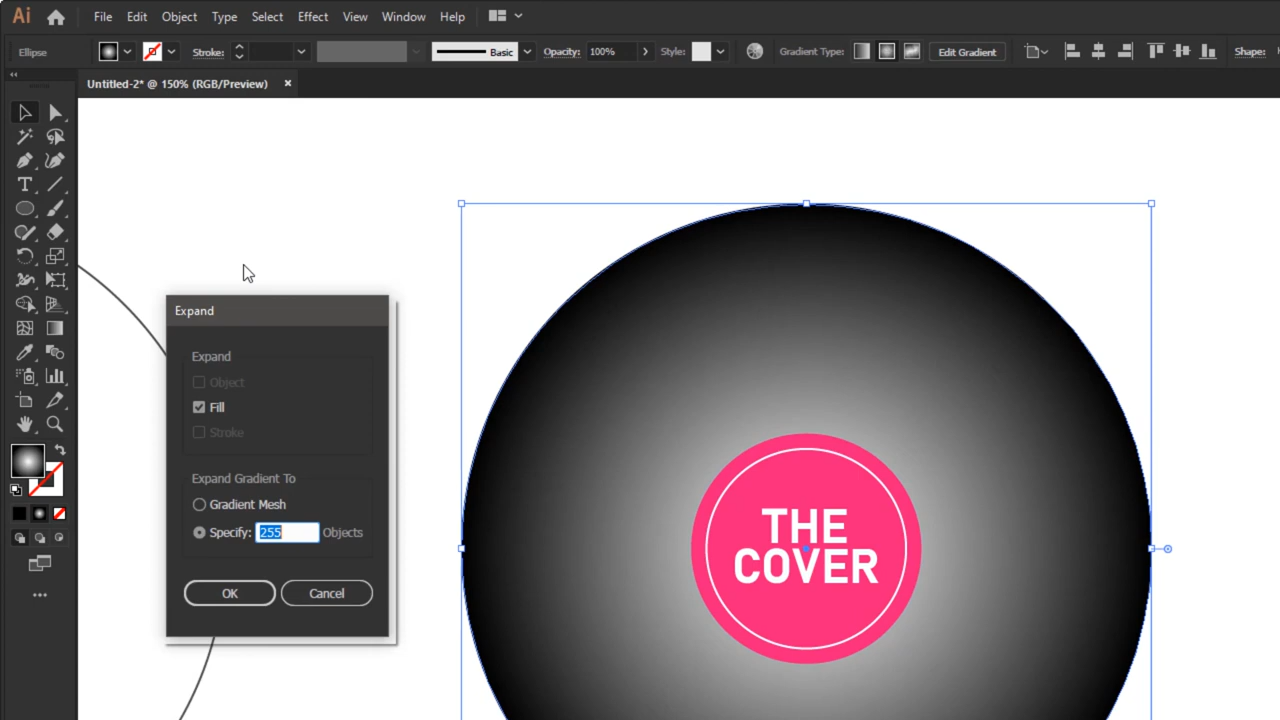 Ai File Edit Object Type Select Effect View Window Help
Ellipse Stroke: Basic Opacity: 100% Style: Gradient Type: Edit Gradient Shape:
Untitled-2* @ 150% (RGB/Preview) ×
Expand
Expand
Object
Fill
Stroke
Expand Gradient To
Gradient Mesh
Specify: 255 Objects
OK Cancel
THE
COVER